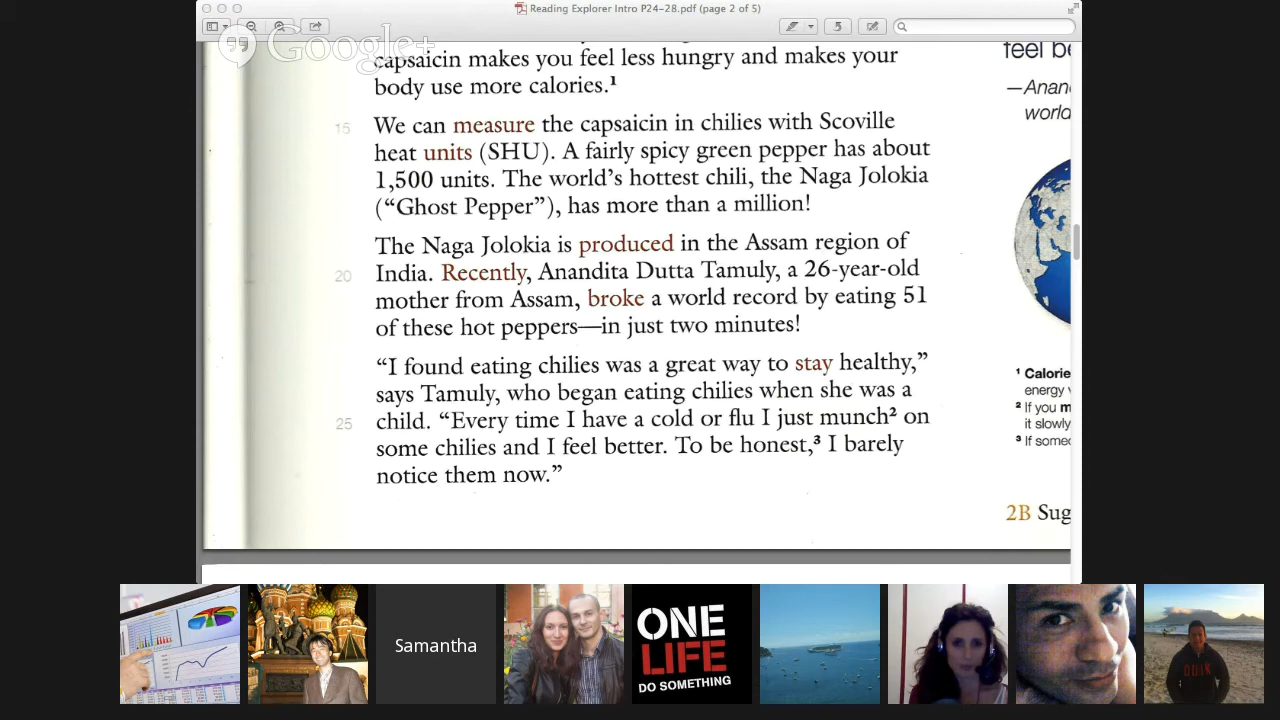 Reading Explorer Intro P24-28.pdf (page 2 of 5)
Google+
capsaicin makes you feel less hungry and makes your
body use more calories.¹
15 We can measure the capsaicin in chilies with Scoville
heat units (SHU). A fairly spicy green pepper has about
1,500 units. The world's hottest chili, the Naga Jolokia
("Ghost Pepper"), has more than a million!
The Naga Jolokia is produced in the Assam region of
20 India. Recently, Anandita Dutta Tamuly, a 26-year-old
mother from Assam, broke a world record by eating 51
of these hot peppers—in just two minutes!
"I found eating chilies was a great way to stay healthy,"
says Tamuly, who began eating chilies when she was a
25 child. "Every time I have a cold or flu I just munch² on
some chilies and I feel better. To be honest,³ I barely
notice them now."
feel be
—Anan
world
¹ Calorie
energy
² If you m
it slowly
³ If some
2B Sug
Samantha
ONE
LIFE
DO SOMETHING